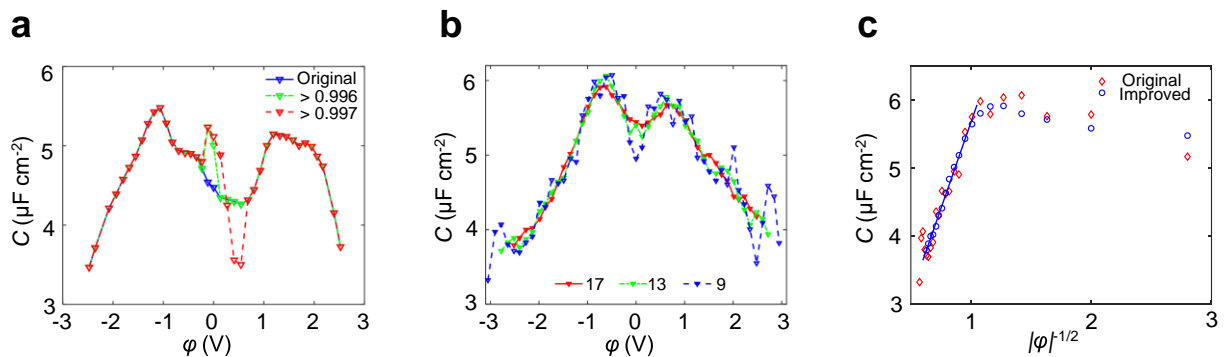 a
C (μF cm-2)
6
5
4
3
-3
-2
-1
0
1
2
3
φ (V)
Original
> 0.996
> 0.997
b
C (μF cm-2)
6
5
4
3
-3
-2
-1
0
1
2
3
φ (V)
17
13
9
c
C (μF cm-2)
6
5
4
3
1
2
3
|φ|-1/2
Original
Improved